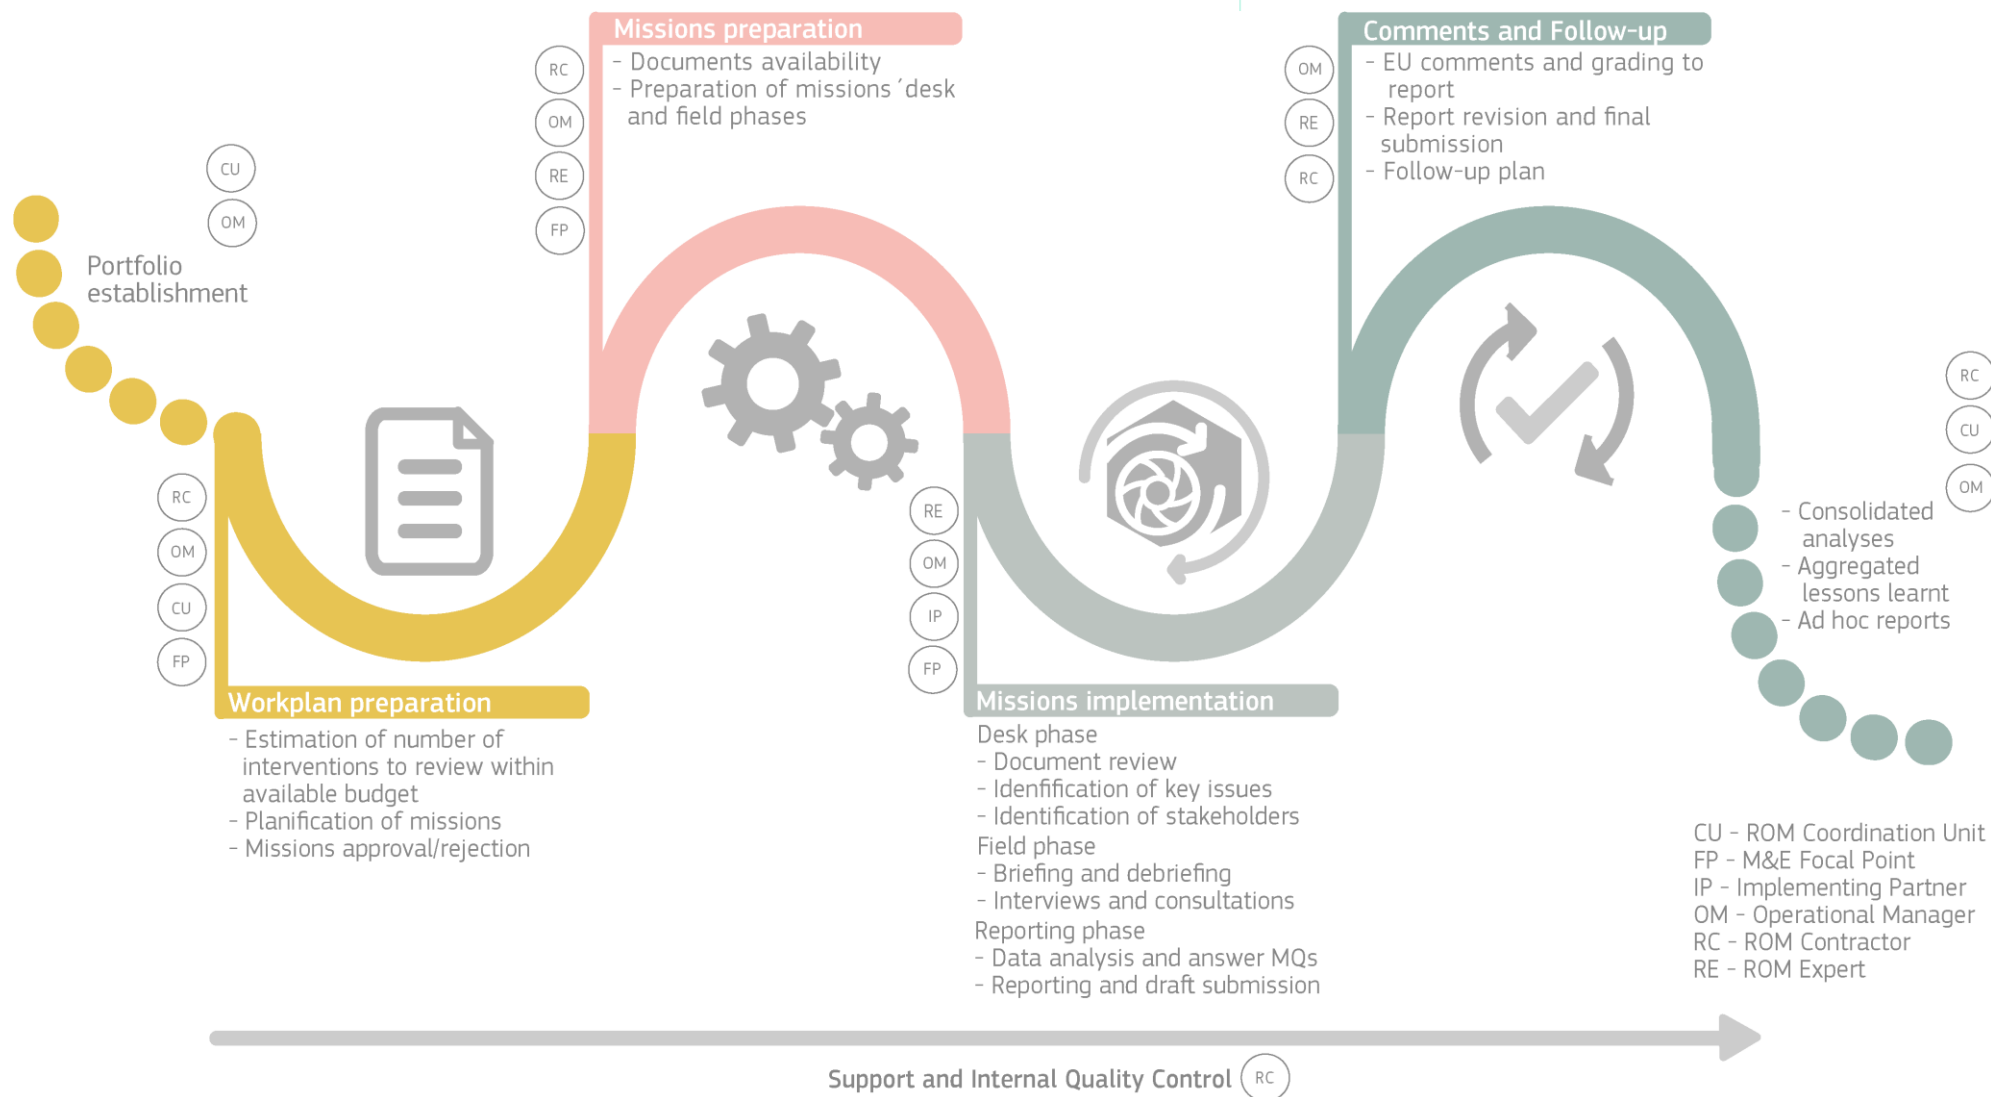 CU
OM
Portfolio
establishment
RC
OM
CU
FP
Workplan preparation
- Estimation of number of
interventions to review within
available budget
- Planification of missions
- Missions approval/rejection
RC
OM
RE
FP
Missions preparation
- Documents availability
- Preparation of missions ´desk
and field phases
RE
OM
IP
FP
Missions implementation
Desk phase
- Document review
- Idenfification of key issues
- Identification of stakeholders
Field phase
- Briefing and debriefing
- Interviews and consultations
Reporting phase
- Data analysis and answer MQs
- Reporting and draft submission
OM
RE
RC
Comments and Follow-up
- EU comments and grading to
report
- Report revision and final
submission
- Follow-up plan
RC
CU
OM
- Consolidated
analyses
- Aggregated
lessons learnt
- Ad hoc reports
CU - ROM Coordination Unit
FP - M&E Focal Point
IP - Implementing Partner
OM - Operational Manager
RC - ROM Contractor
RE - ROM Expert
Support and Internal Quality Control RC